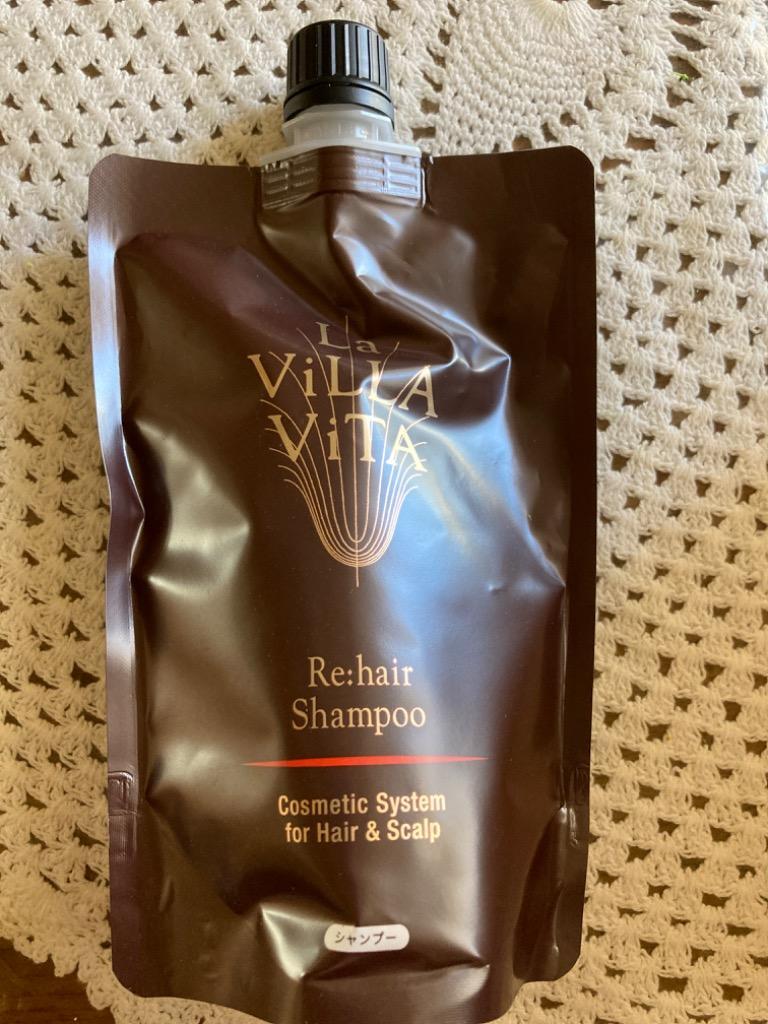 La
ViLLA
ViTA
Re:hair
Shampoo
Cosmetic System
for Hair & Scalp
シャンプー